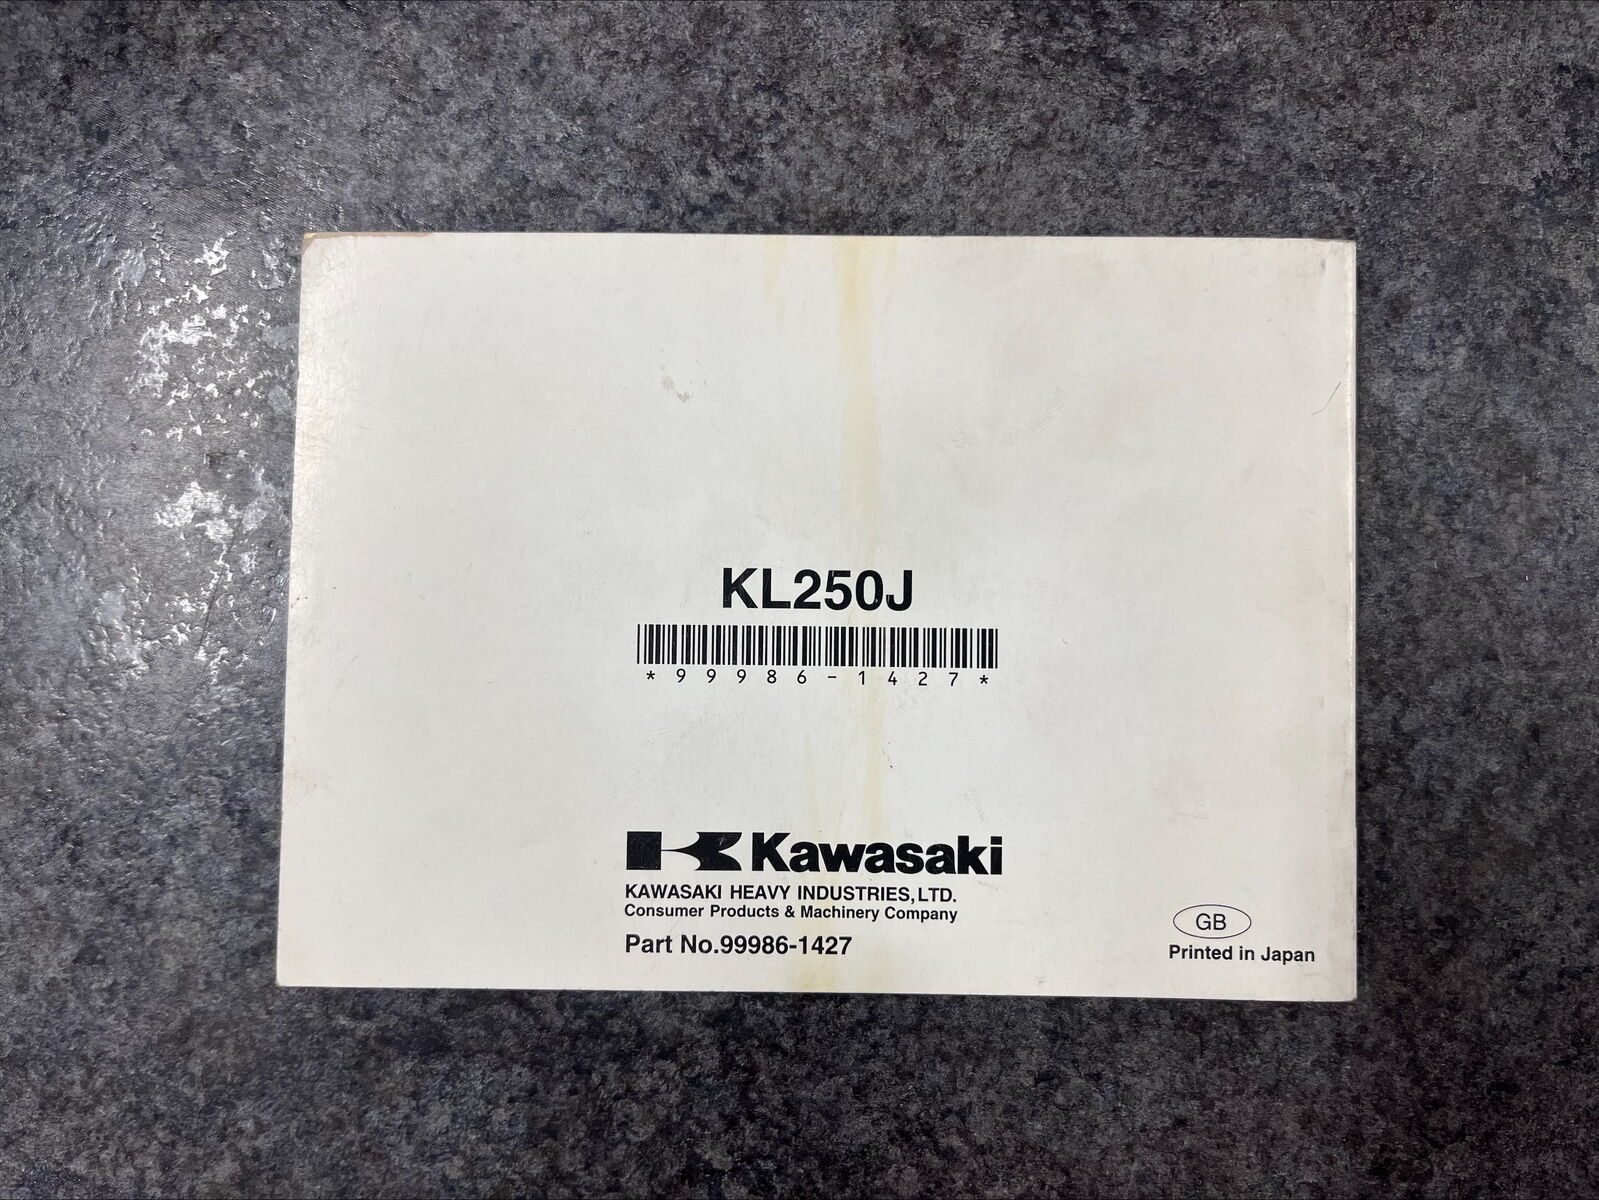 KL250J
*99986-1427*
Kawasaki
KAWASAKI HEAVY INDUSTRIES, LTD.
Consumer Products & Machinery Company
Part No.99986-1427
GB
Printed in Japan